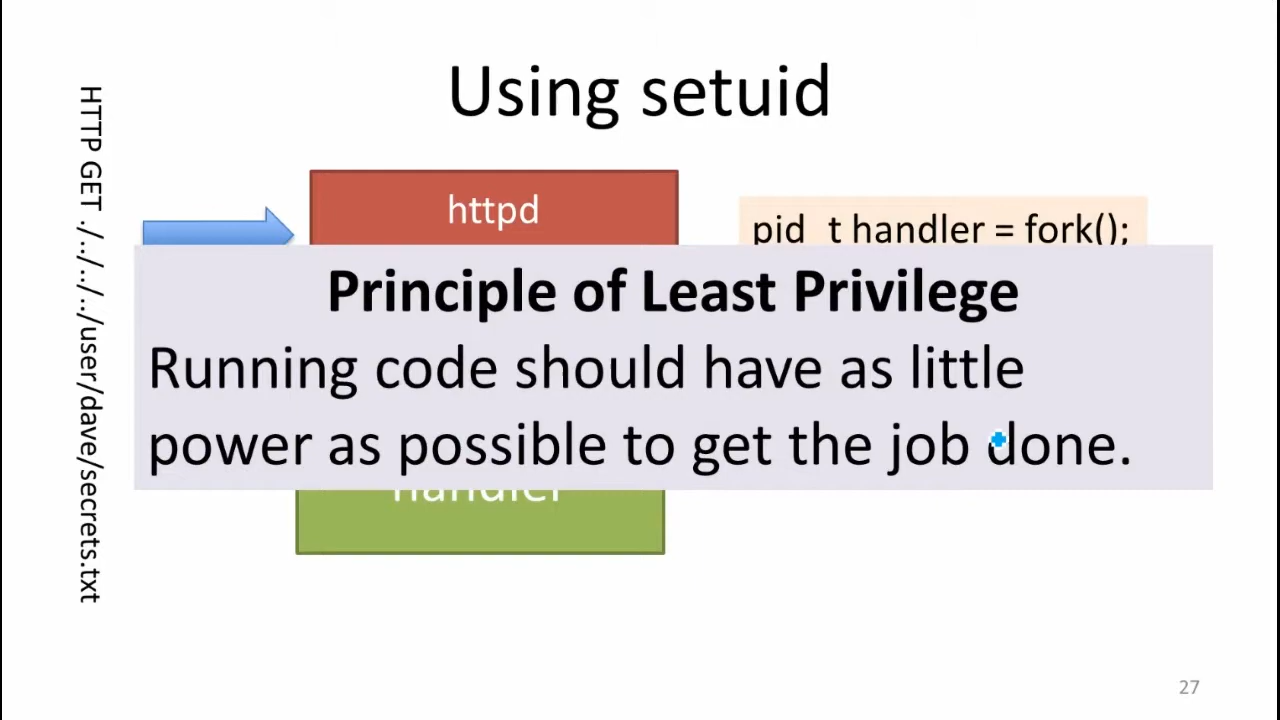 Using setuid
HTTP GET ./../../../user/dave/secrets.txt
httpd
pid_t handler = fork();
Principle of Least Privilege
Running code should have as little
power as possible to get the job done.
handler
27